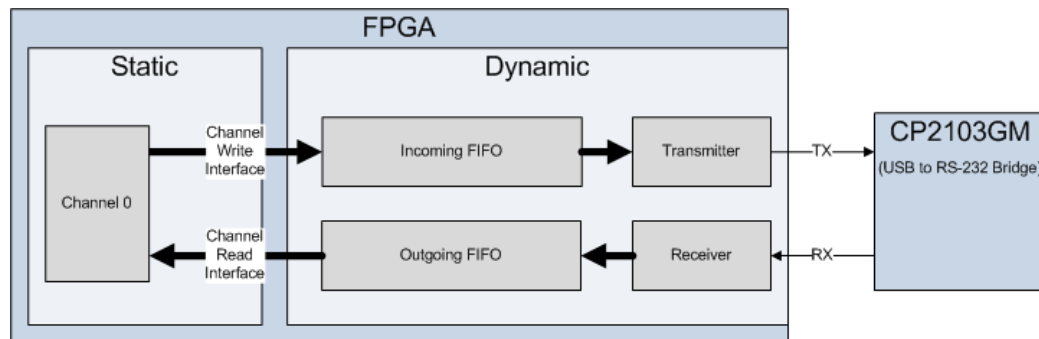 FPGA
Static
Dynamic
Channel
Write
Interface
Incoming FIFO
Transmitter
TX
CP2103GM
(USB to RS-232 Bridge)
Channel 0
Channel
Read
Interface
Outgoing FIFO
Receiver
RX